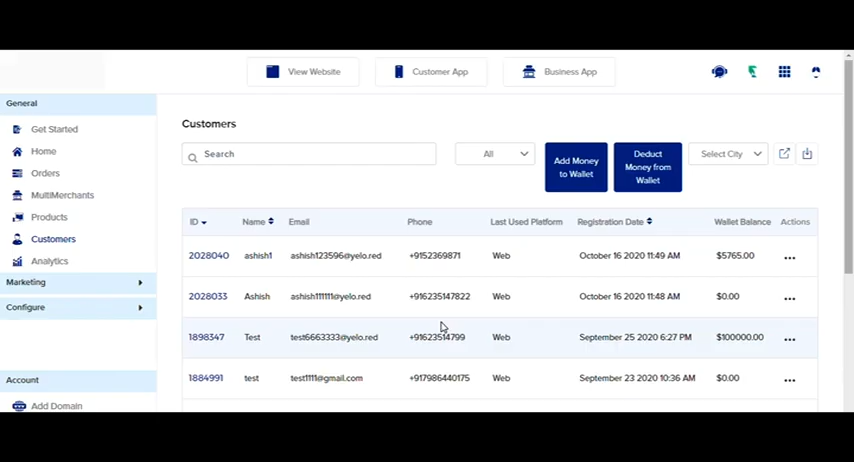 View Website
Customer App
Business App
General
Get Started
Home
Orders
MultiMerchants
Products
Customers
Analytics
Marketing
Configure
Account
Add Domain
Customers
Search
All
Add Money to Wallet
Deduct Money from Wallet
Select City
ID Name Email Phone Last Used Platform Registration Date Wallet Balance Actions
2028040 ashish1 ashish123596@yelo.red +9152369871 Web October 16 2020 11:49 AM $5765.00
2028033 Ashish ashish111111@yelo.red +916235147822 Web October 16 2020 11:48 AM $0.00
1898347 Test test6663333@yelo.red +91623514799 Web September 25 2020 6:27 PM $100000.00
1884991 test test1111@gmail.com +917986440175 Web September 23 2020 10:36 AM $0.00